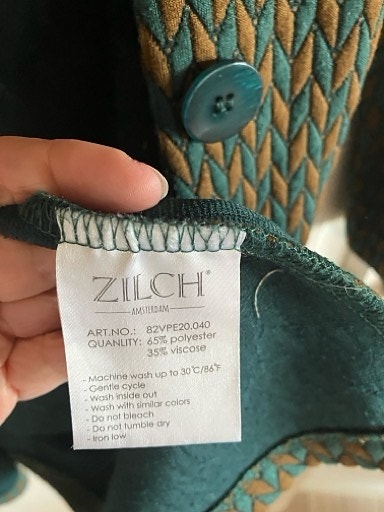 ZILCH®
AMSTERDAM
ART.NO.: 82VPE20.040
QUANLITY: 65% polyester
35% viscose
- Machine wash up to 30°C/86°F
- Gentle cycle
- Wash inside out
- Wash with similar colors
- Do not bleach
- Do not tumble dry
- Iron low